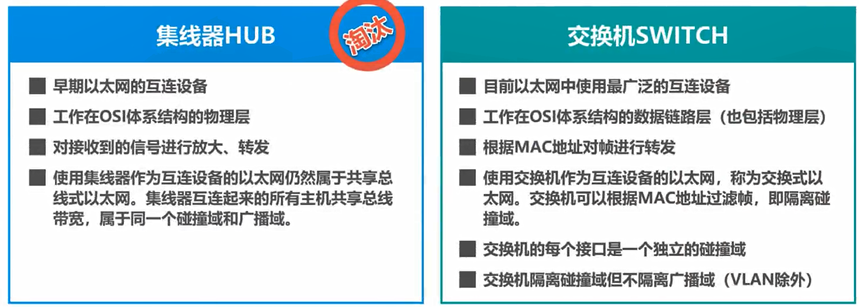 集线器HUB
淘汰
早期以太网的互连设备
工作在OSI体系结构的物理层
对接收到的信号进行放大、转发
使用集线器作为互连设备的以太网仍然属于共享总
线式以太网。集线器互连起来的所有主机共享总线
带宽，属于同一个碰撞域和广播域。
交换机SWITCH
目前以太网中使用最广泛的互连设备
工作在OSI体系结构的数据链路层（也包括物理层）
根据MAC地址对帧进行转发
使用交换机作为互连设备的以太网，称为交换式以
太网。交换机可以根据MAC地址过滤帧，即隔离碰
撞域。
交换机的每个接口是一个独立的碰撞域
交换机隔离碰撞域但不隔离广播域（VLAN除外）